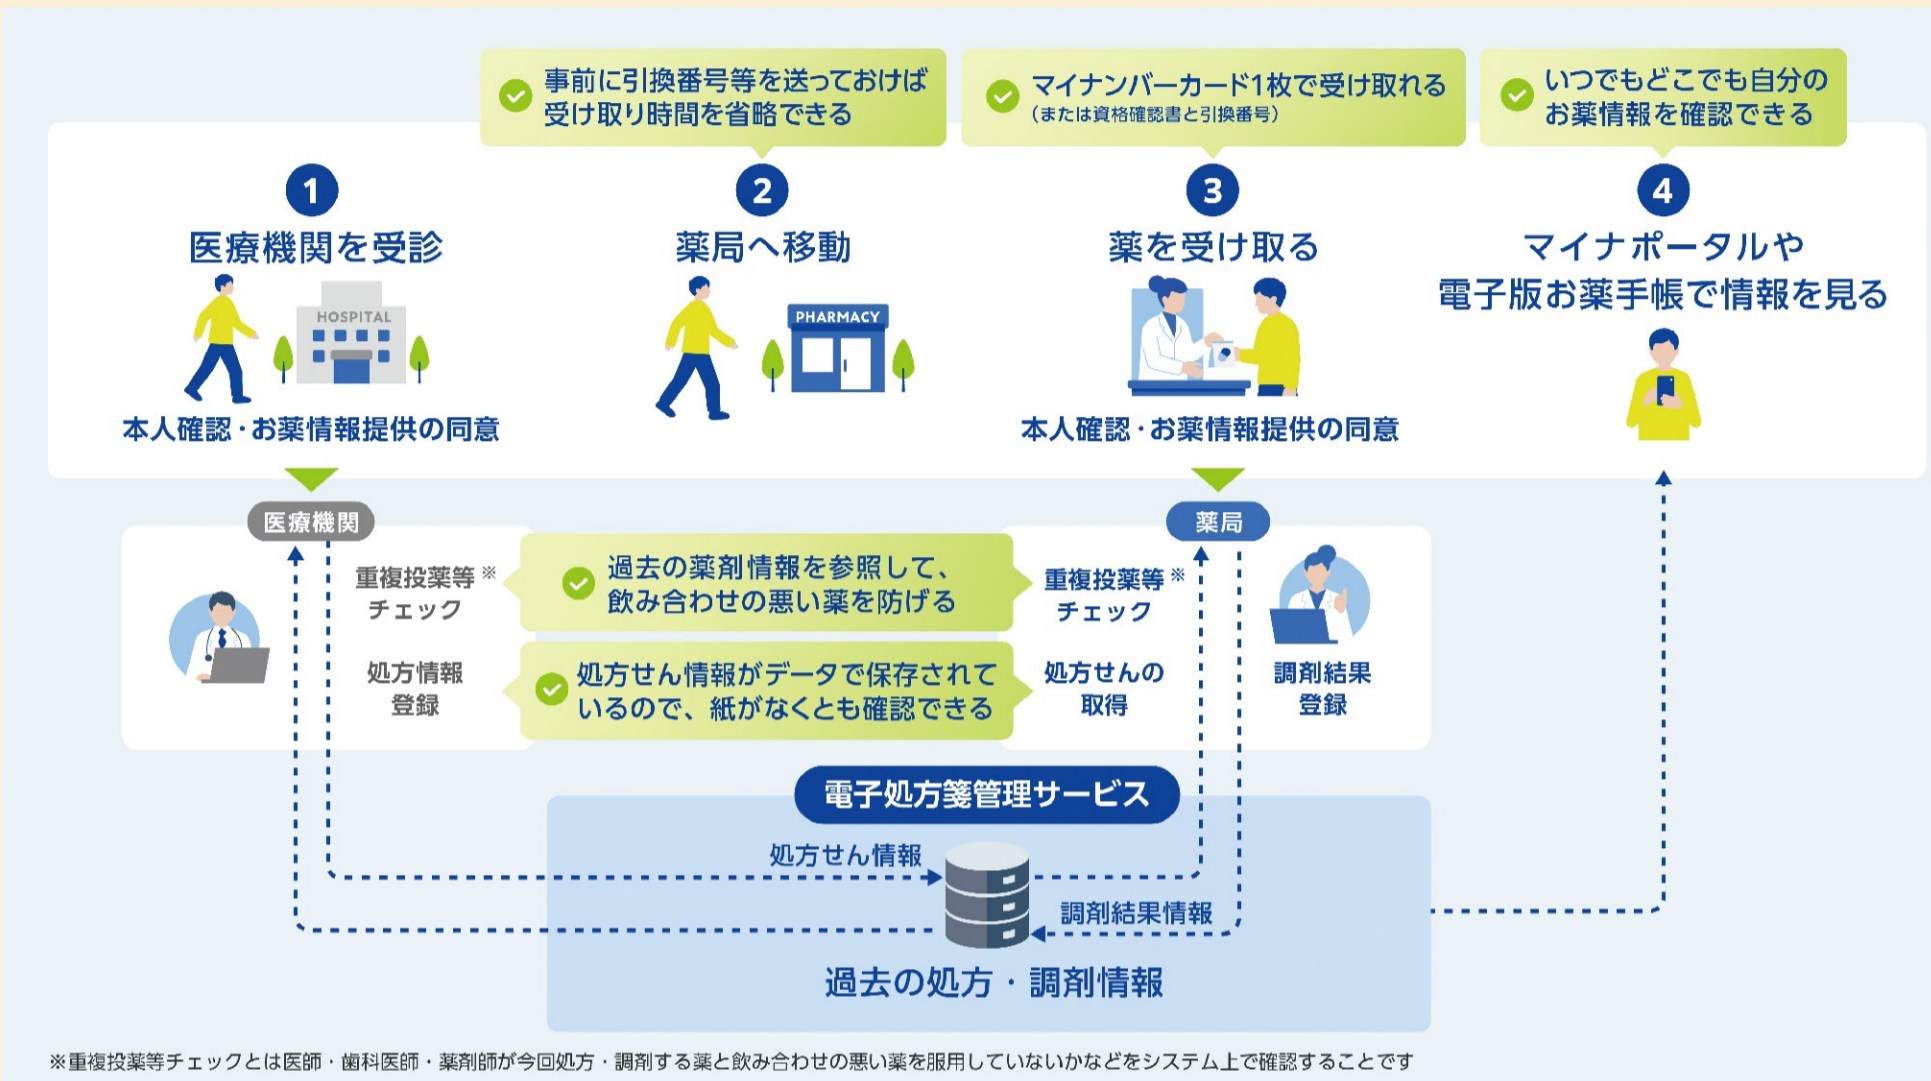 事前に引換番号等を送っておけば
受け取り時間を省略できる
マイナンバーカード1枚で受け取れる
(または資格確認書と引換番号)
いつでもどこでも自分の
お薬情報を確認できる
1
医療機関を受診
HOSPITAL
本人確認・お薬情報提供の同意
2
薬局へ移動
PHARMACY
3
薬を受け取る
本人確認・お薬情報提供の同意
4
マイナポータルや
電子版お薬手帳で情報を見る
医療機関
重複投薬等※
チェック
処方情報
登録
過去の薬剤情報を参照して、
飲み合わせの悪い薬を防げる
処方せん情報がデータで保存されて
いるので、紙がなくとも確認できる
薬局
重複投薬等※
チェック
処方せんの
取得
調剤結果
登録
電子処方箋管理サービス
処方せん情報
調剤結果情報
過去の処方・調剤情報
※重複投薬等チェックとは医師・歯科医師・薬剤師が今回処方・調剤する薬と飲み合わせの悪い薬を服用していないかなどをシステム上で確認することです